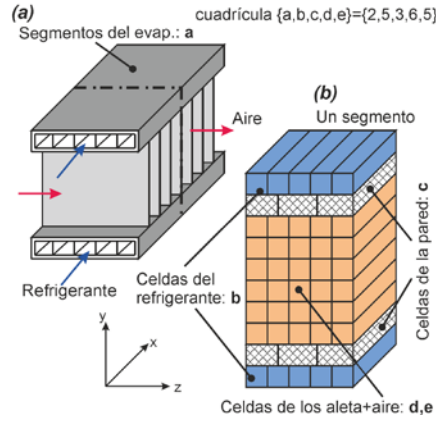 (a)
cuadrícula {a,b,c,d,e}={2,5,3,6,5}
Segmentos del evap.: a
Aire
(b)
Un segmento
Refrigerante
Celdas del
refrigerante: b
Celdas de la pared: c
y
x
z
Celdas de los aleta+aire: d,e